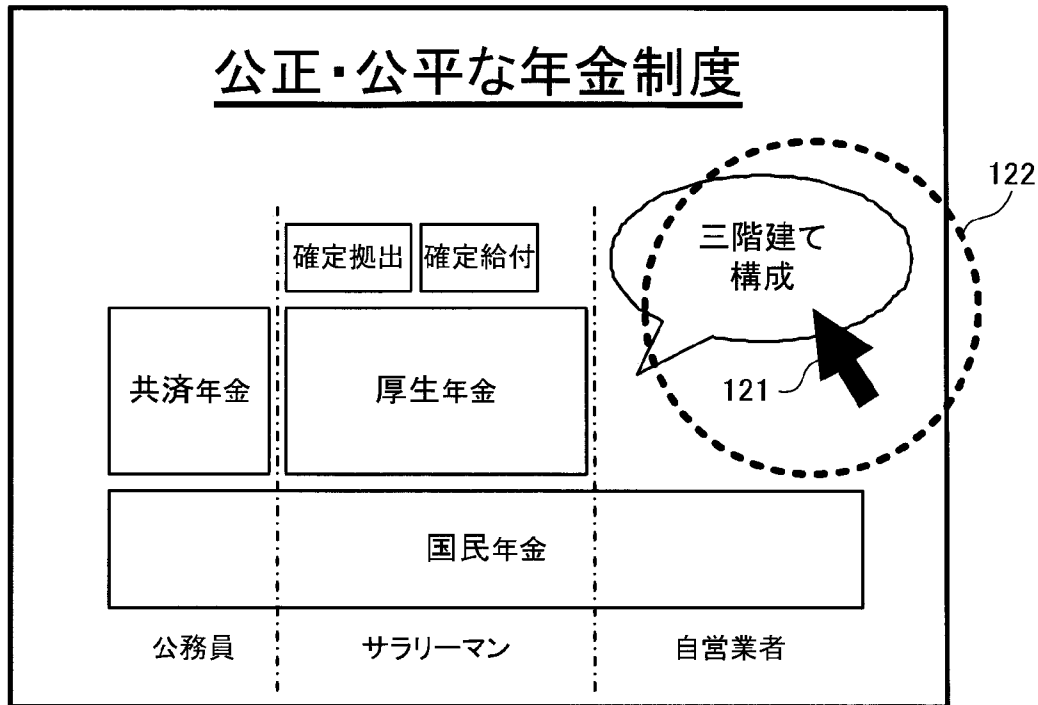 公正・公平な年金制度
122
三階建て
構成
確定拠出
確定給付
121
共済年金
厚生年金
国民年金
公務員
サラリーマン
自営業者